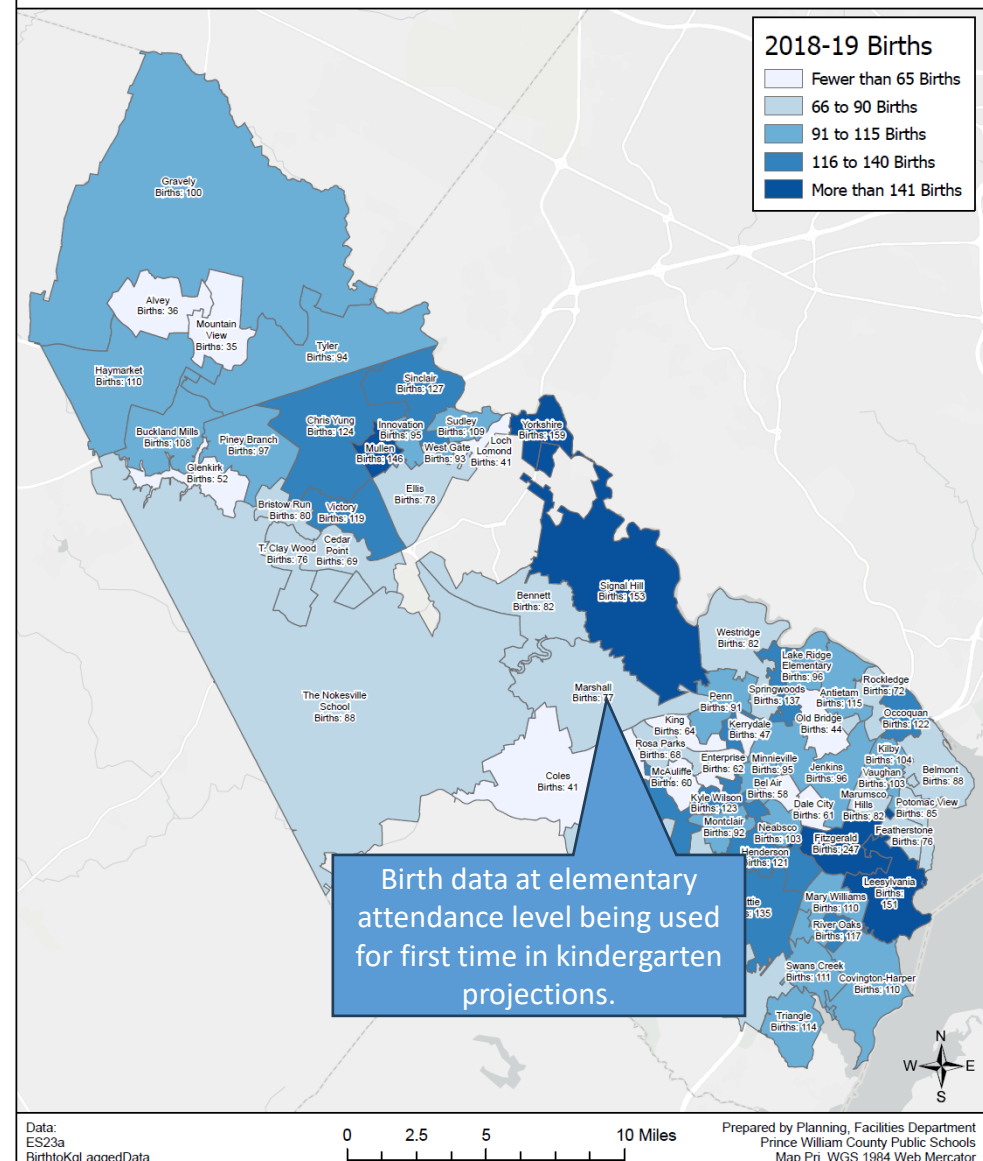 2018-19 Births
Fewer than 65 Births
66 to 90 Births
91 to 115 Births
116 to 140 Births
More than 141 Births
Gravely
Births: 100
Alvey
Births: 36
Mountain
View
Births: 35
Tyler
Births: 94
Haymarket
Births: 110
Sinclair
Births: 127
Chris Yung
Births: 124
Innovation
Births: 95
Sudley
Births: 109
Yorkshire
Births: 159
Buckland Mills
Births: 108
Piney Branch
Births: 97
Mullen
Births: 146
West Gate
Births: 93
Loch
Lomond
Births: 41
Glenkirk
Births: 52
Ellis
Births: 78
Bristow Run
Births: 80
Victory
Births: 119
T. Clay Wood
Births: 76
Cedar
Point
Births: 69
Signal Hill
Births: 153
Bennett
Births: 82
Westridge
Births: 82
Lake Ridge
Elementary
Births: 96
Rockledge
Births: 72
The Nokesville
School
Births: 88
Marshall
Births: 77
Penn
Births: 91
Springwoods
Births: 137
Antietam
Births: 115
Occoquan
Births: 122
King
Births: 64
Kerrydale
Births: 47
Old Bridge
Births: 44
Rosa Parks
Births: 68
Enterprise
Births: 62
Minnieville
Births: 95
Kilby
Births: 104
Coles
Births: 41
McAuliffe
Births: 60
Bel Air
Births: 58
Jenkins
Births: 96
Vaughan
Births: 103
Belmont
Births: 88
Kyle Wilson
Births: 123
Dale City
Births: 61
Marumsco
Hills
Births: 82
Potomac View
Births: 85
Montclair
Births: 92
Neabsco
Births: 103
Fitzgerald
Births: 247
Featherstone
Births: 76
Henderson
Births: 121
Leesylvania
Births:
151
ttie
s: 135
Mary Williams
Births: 110
River Oaks
Births: 117
Swans Creek
Births: 111
Covington-Harper
Births: 110
Triangle
Births: 114
Birth data at elementary
attendance level being used
for first time in kindergarten
projections.
N
W E
S
Data:
ES23a
BirthtoKgLaggedData
0 2.5 5 10 Miles
Prepared by Planning, Facilities Department
Prince William County Public Schools
Map Prj. WGS 1984 Web Mercator